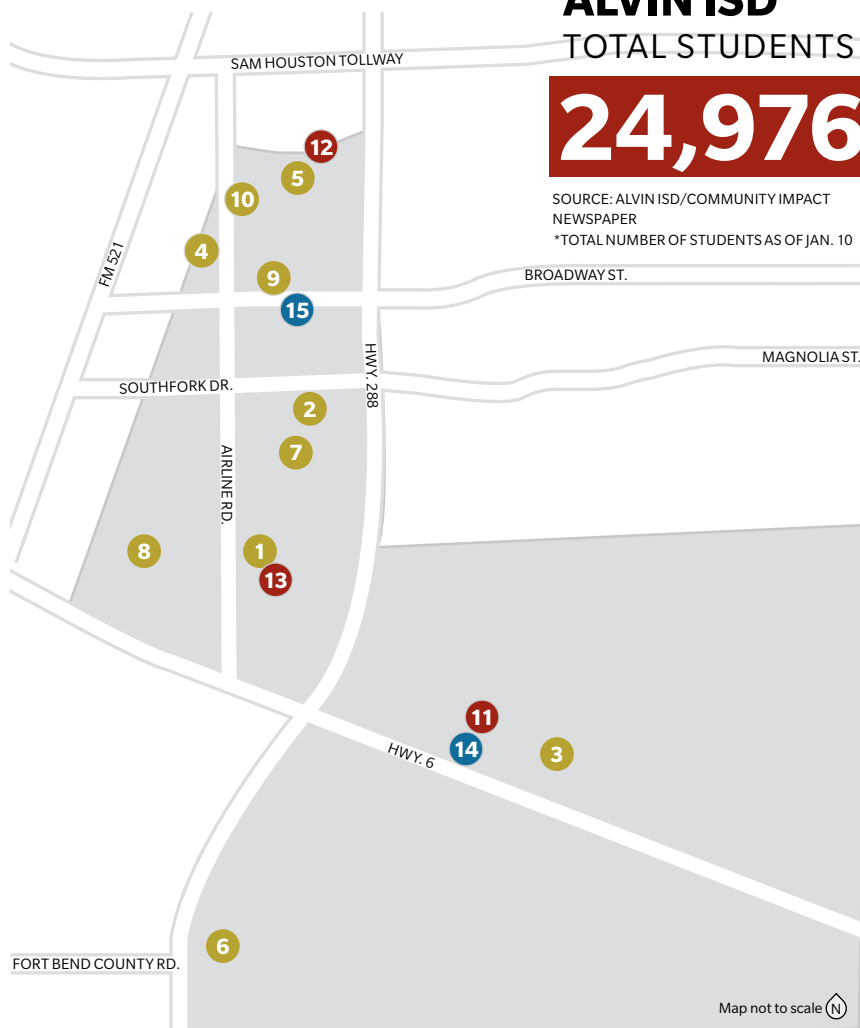 ALVIN ISD
TOTAL STUDENTS
24,976
SOURCE: ALVIN ISD/COMMUNITY IMPACT
NEWSPAPER
*TOTAL NUMBER OF STUDENTS AS OF JAN. 10
SAM HOUSTON TOLLWAY
12
5
10
4
FM 521
9
BROADWAY ST.
15
MAGNOLIA ST.
HWY. 288
SOUTHFORK DR.
2
7
AIRLINE RD.
8
1
13
11
14
3
HWY. 6
6
FORT BEND COUNTY RD.
Map not to scale N